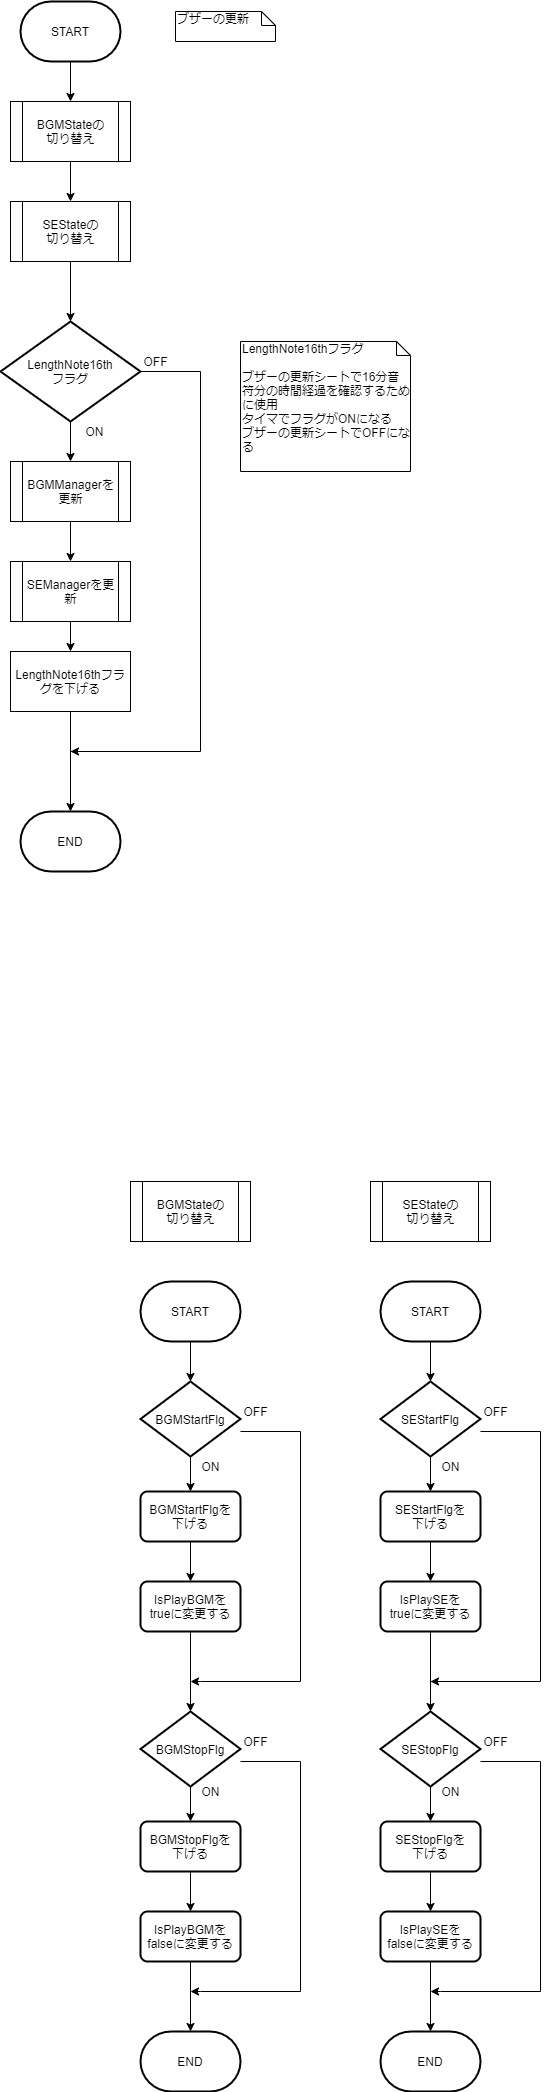 START
ブザーの更新
BGMStateの
切り替え
SEStateの
切り替え
LengthNote16th
フラグ
OFF
ON
LengthNote16thフラグ
ブザーの更新シートで16分音
符分の時間経過を確認するため
に使用
タイマでフラグがONになる
ブザーの更新シートでOFFにな
る
BGMManagerを
更新
SEManagerを更
新
LengthNote16thフラ
グを下げる
END
BGMStateの
切り替え
START
BGMStartFlg
OFF
ON
BGMStartFlgを
下げる
IsPlayBGMを
trueに変更する
BGMStopFlg
OFF
ON
BGMStopFlgを
下げる
IsPlayBGMを
falseに変更する
END
SEStateの
切り替え
START
SEStartFlg
OFF
ON
SEStartFlgを
下げる
IsPlaySEを
trueに変更する
SEStopFlg
OFF
ON
SEStopFlgを
下げる
IsPlaySEを
falseに変更する
END